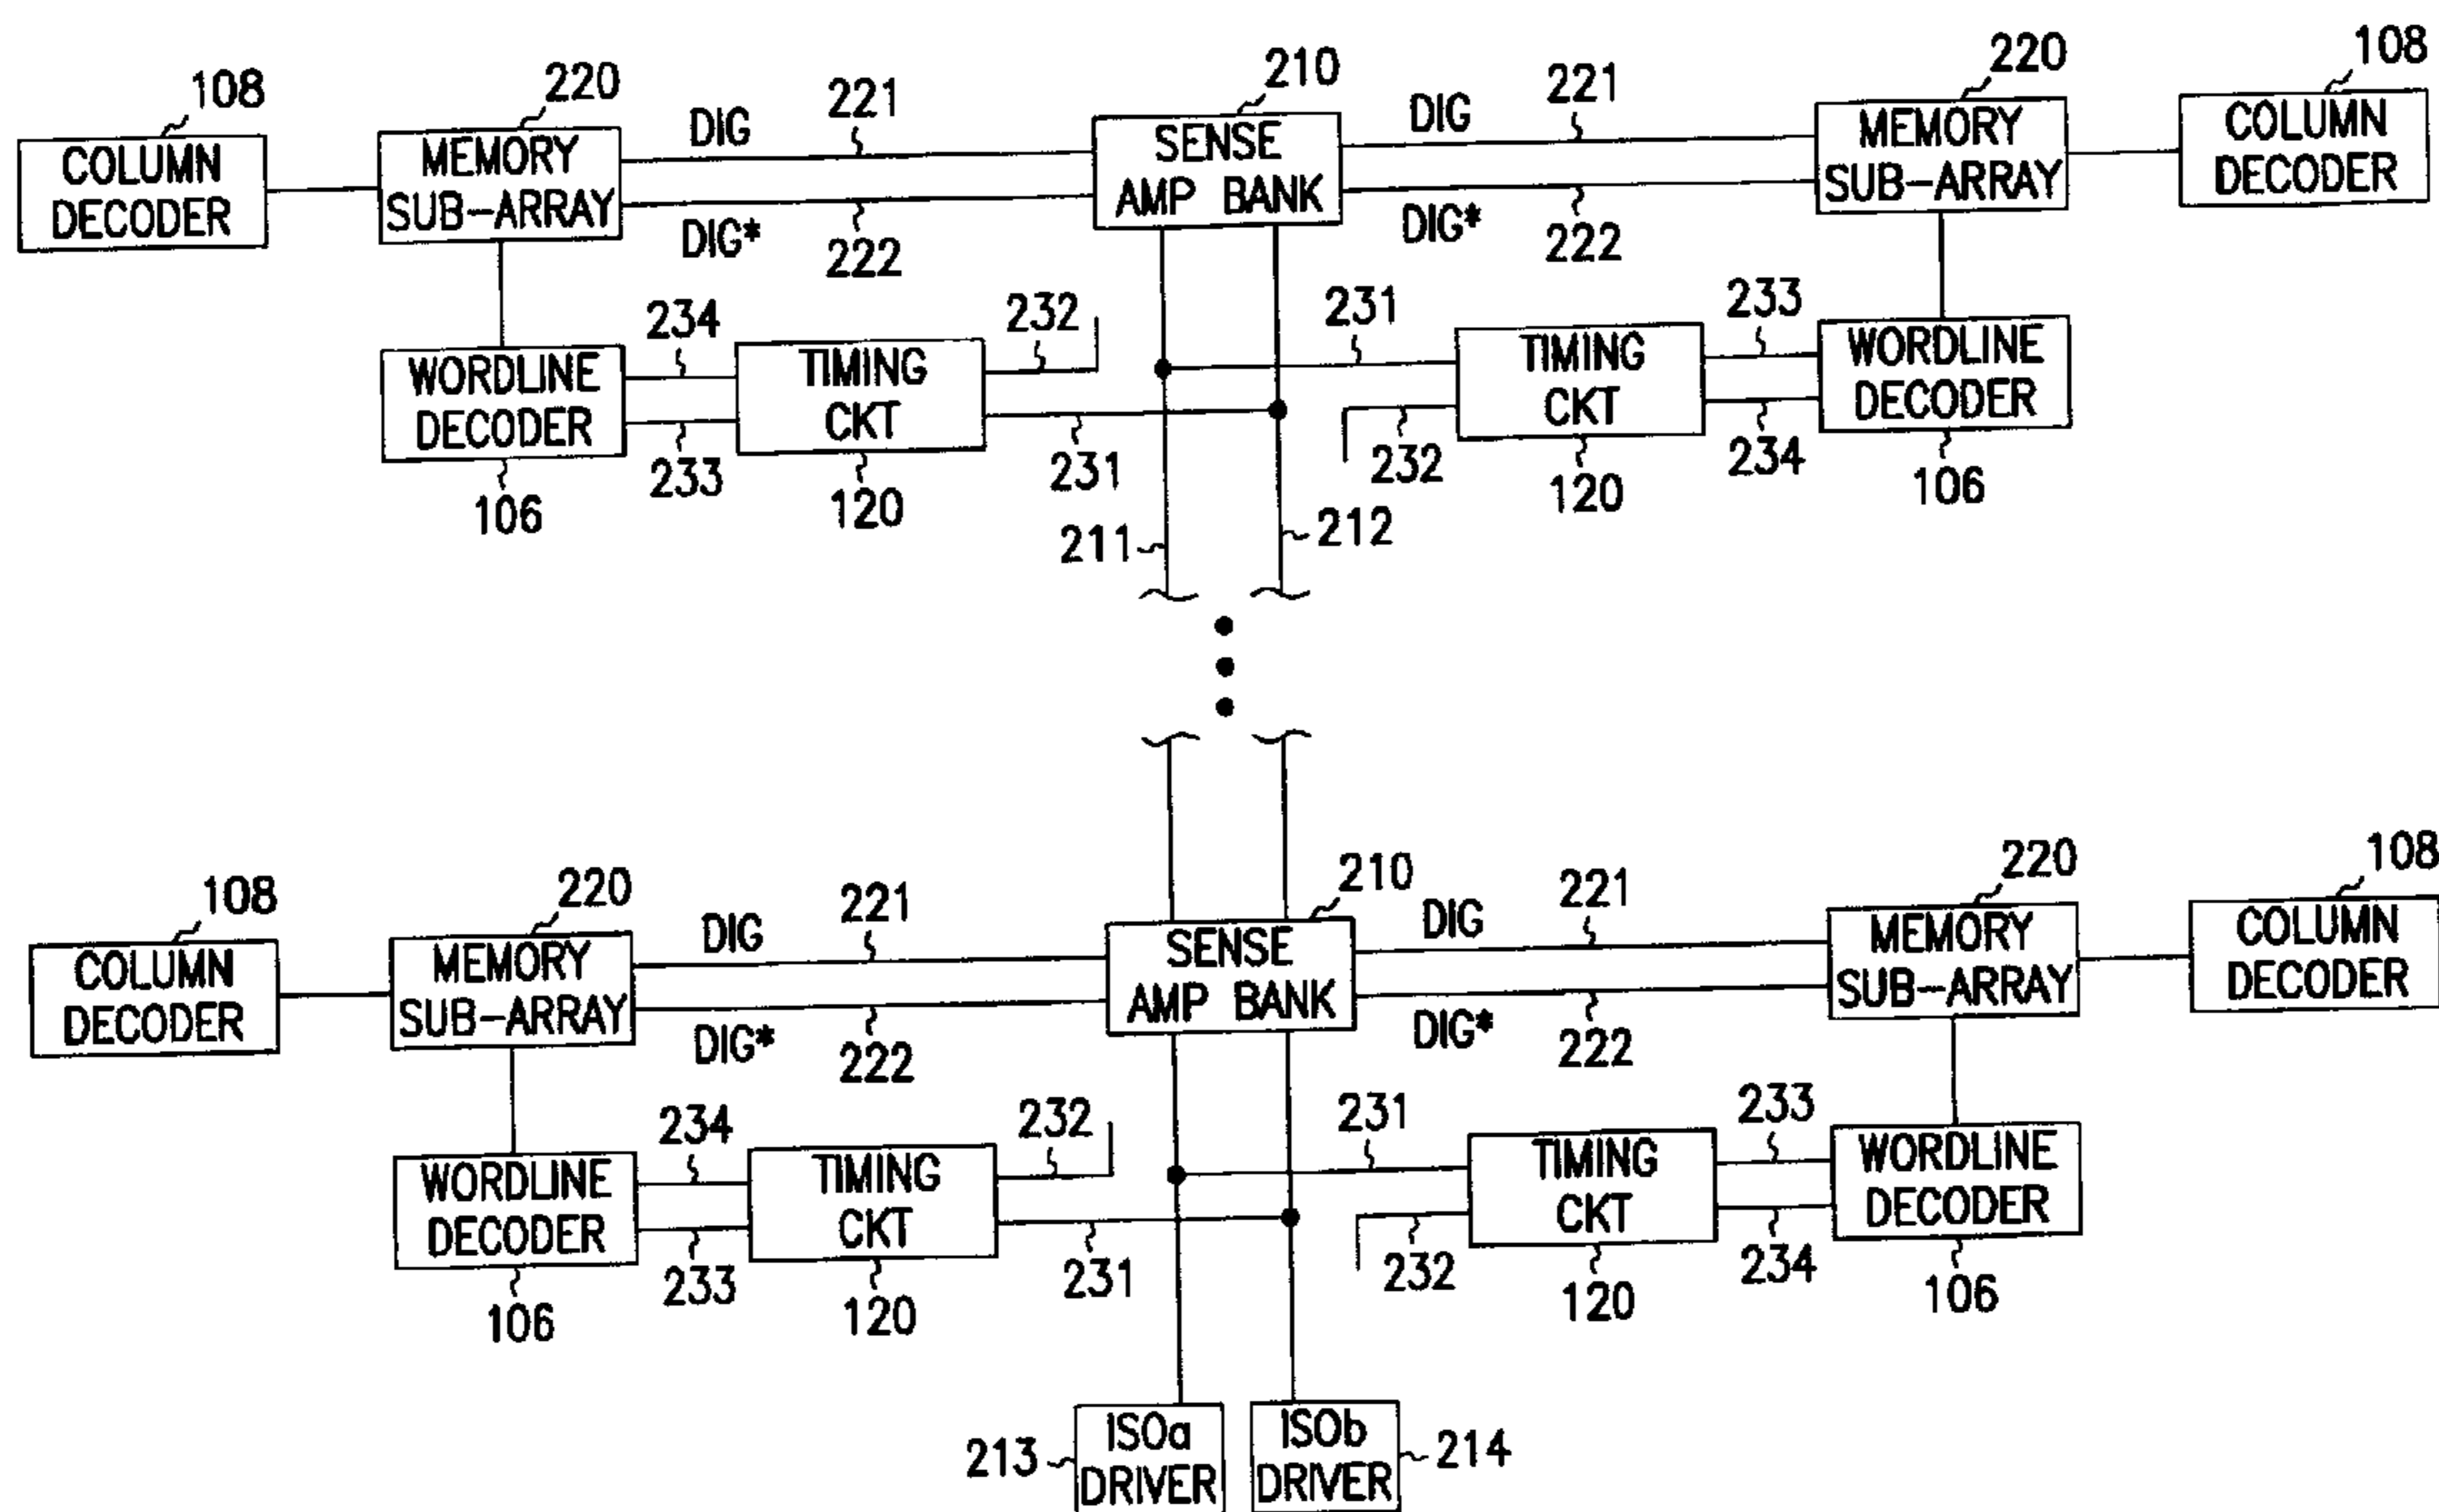 108
220
DIG
221
210
DIG
221
220
108
COLUMN
DECODER
MEMORY
SUB-ARRAY
SENSE
AMP BANK
MEMORY
SUB-ARRAY
COLUMN
DECODER
DIG*
222
DIG*
222
234
232
231
233
WORDLINE
DECODER
TIMING
CKT
TIMING
CKT
WORDLINE
DECODER
106
233
120
231
232
120
234
106
211
212
108
220
DIG
221
210
DIG
221
220
108
COLUMN
DECODER
MEMORY
SUB-ARRAY
SENSE
AMP BANK
MEMORY
SUB-ARRAY
COLUMN
DECODER
DIG*
222
DIG*
222
234
232
231
233
WORDLINE
DECODER
TIMING
CKT
TIMING
CKT
WORDLINE
DECODER
106
233
120
231
232
120
234
106
213
ISOa
DRIVER
ISOb
DRIVER
214